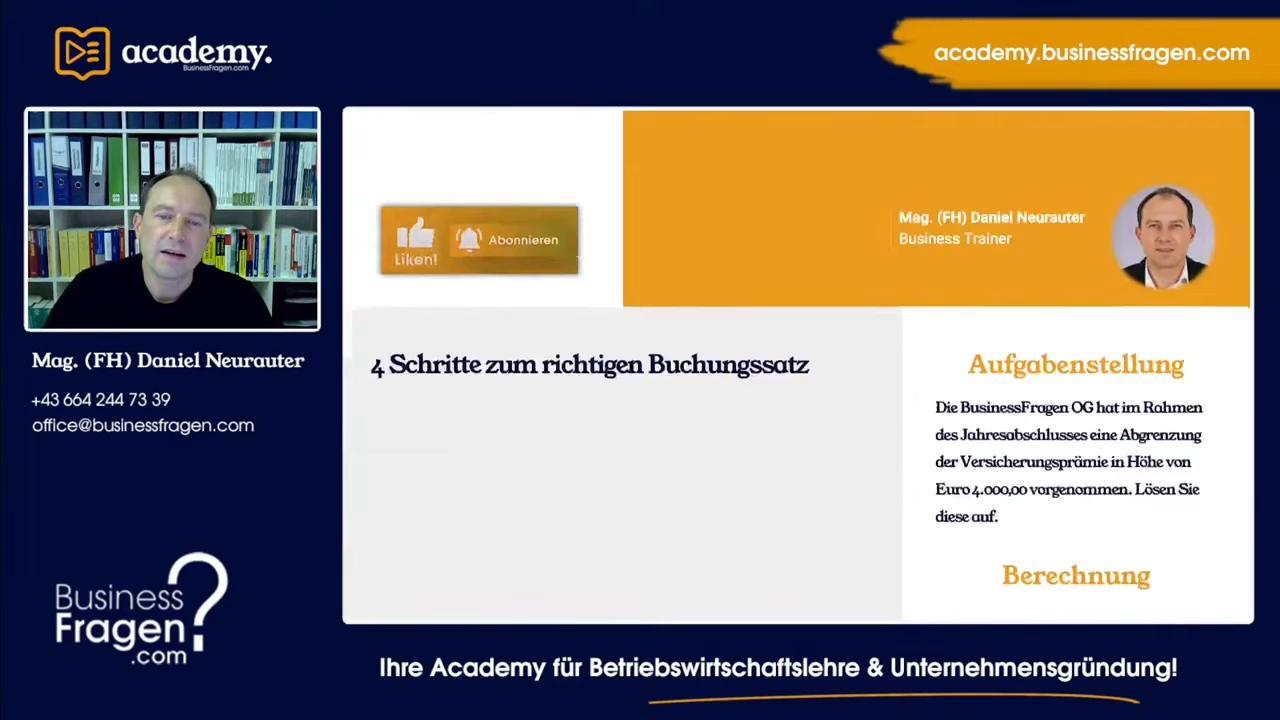 academy.
BusinessFragen.com
academy.businessfragen.com
Mag. (FH) Daniel Neurauter
+43 664 244 73 39
office@businessfragen.com
Business
Fragen
.com
?
Liken!
Abonnieren
Mag. (FH) Daniel Neurauter
Business Trainer
4 Schritte zum richtigen Buchungssatz
Aufgabenstellung
Die BusinessFragen OG hat im Rahmen
des Jahresabschlusses eine Abgrenzung
der Versicherungsprämie in Höhe von
Euro 4.000,00 vorgenommen. Lösen Sie
diese auf.
Berechnung
Ihre Academy für Betriebswirtschaftslehre & Unternehmensgründung!